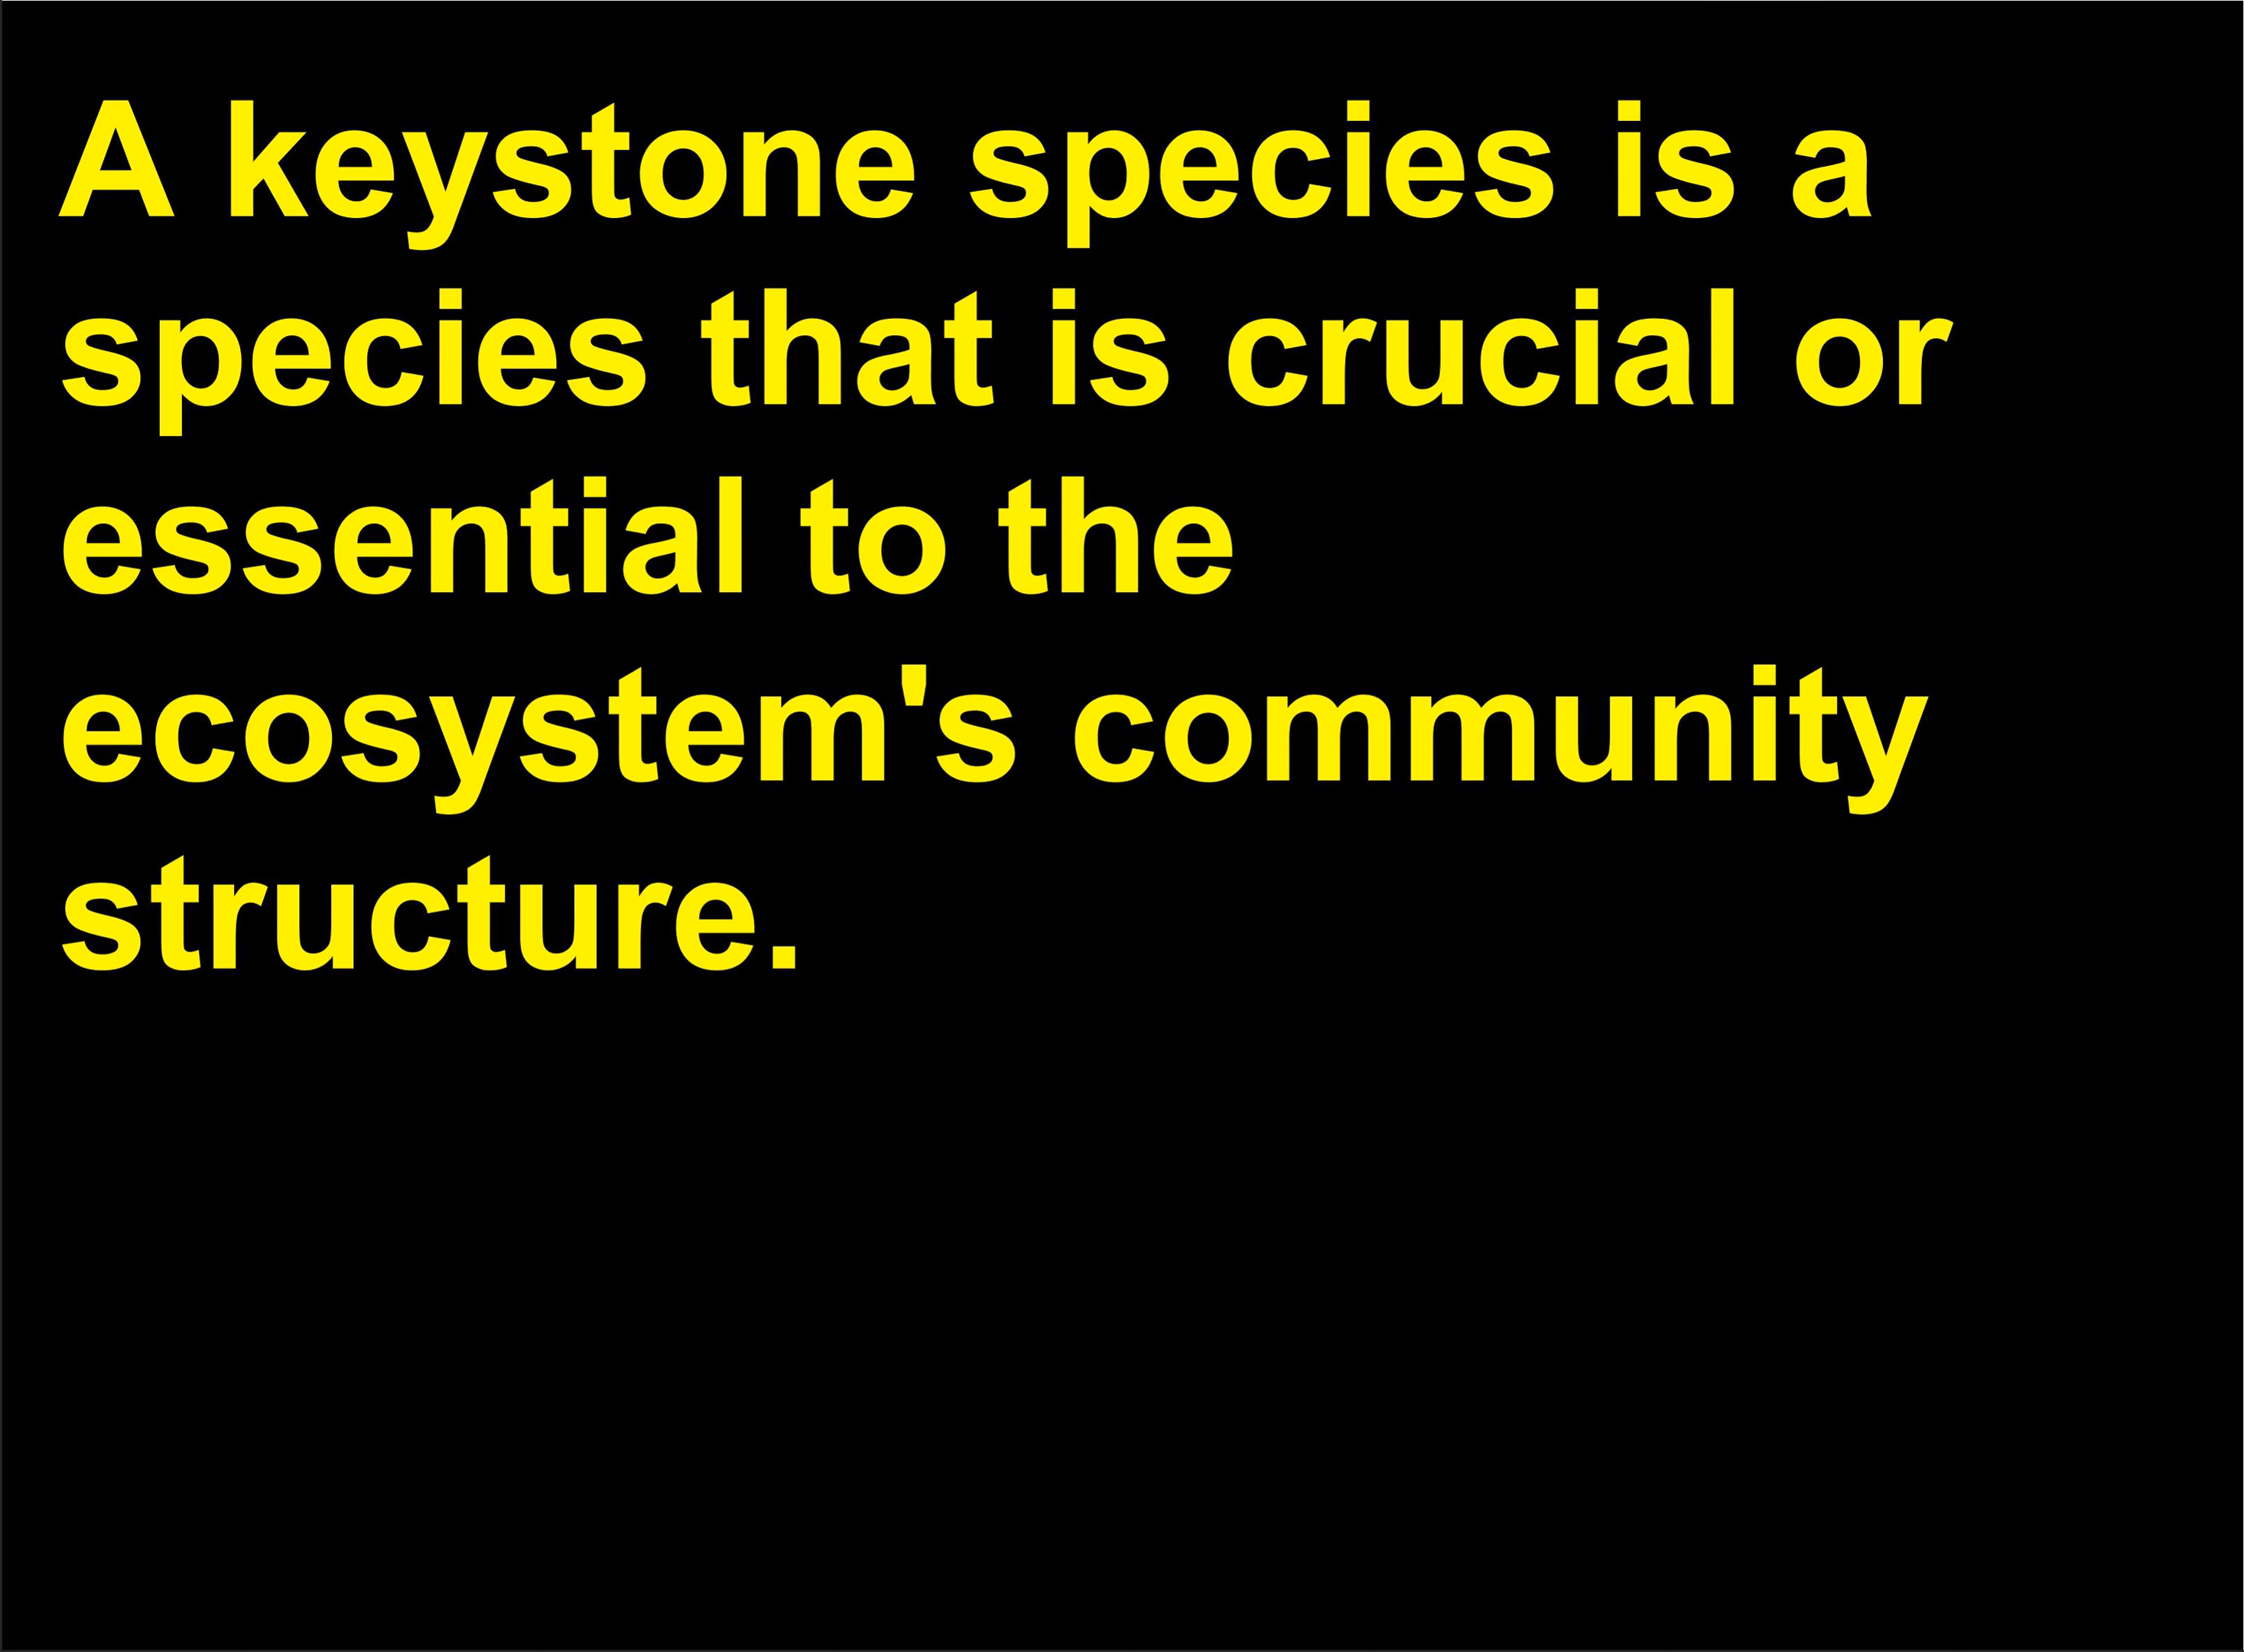 A keystone species is a
species that is crucial or
essential to the
ecosystem's community
structure.